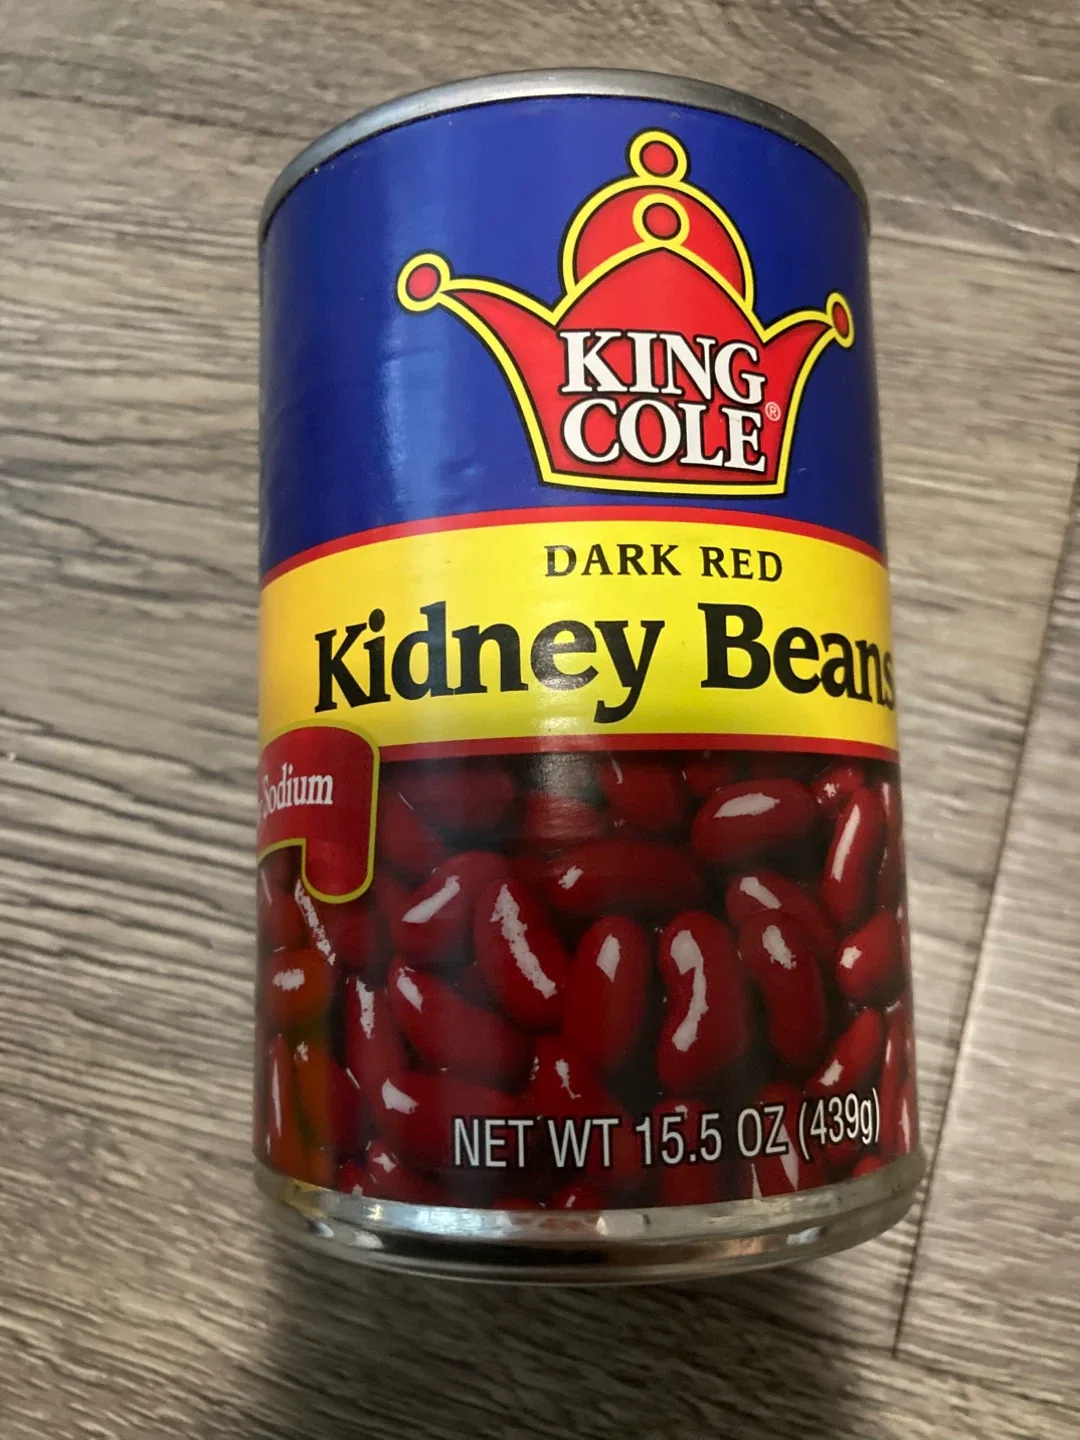 KING
COLE®
DARK RED
Kidney Beans
Sodium
NET WT 15.5 OZ (439g)